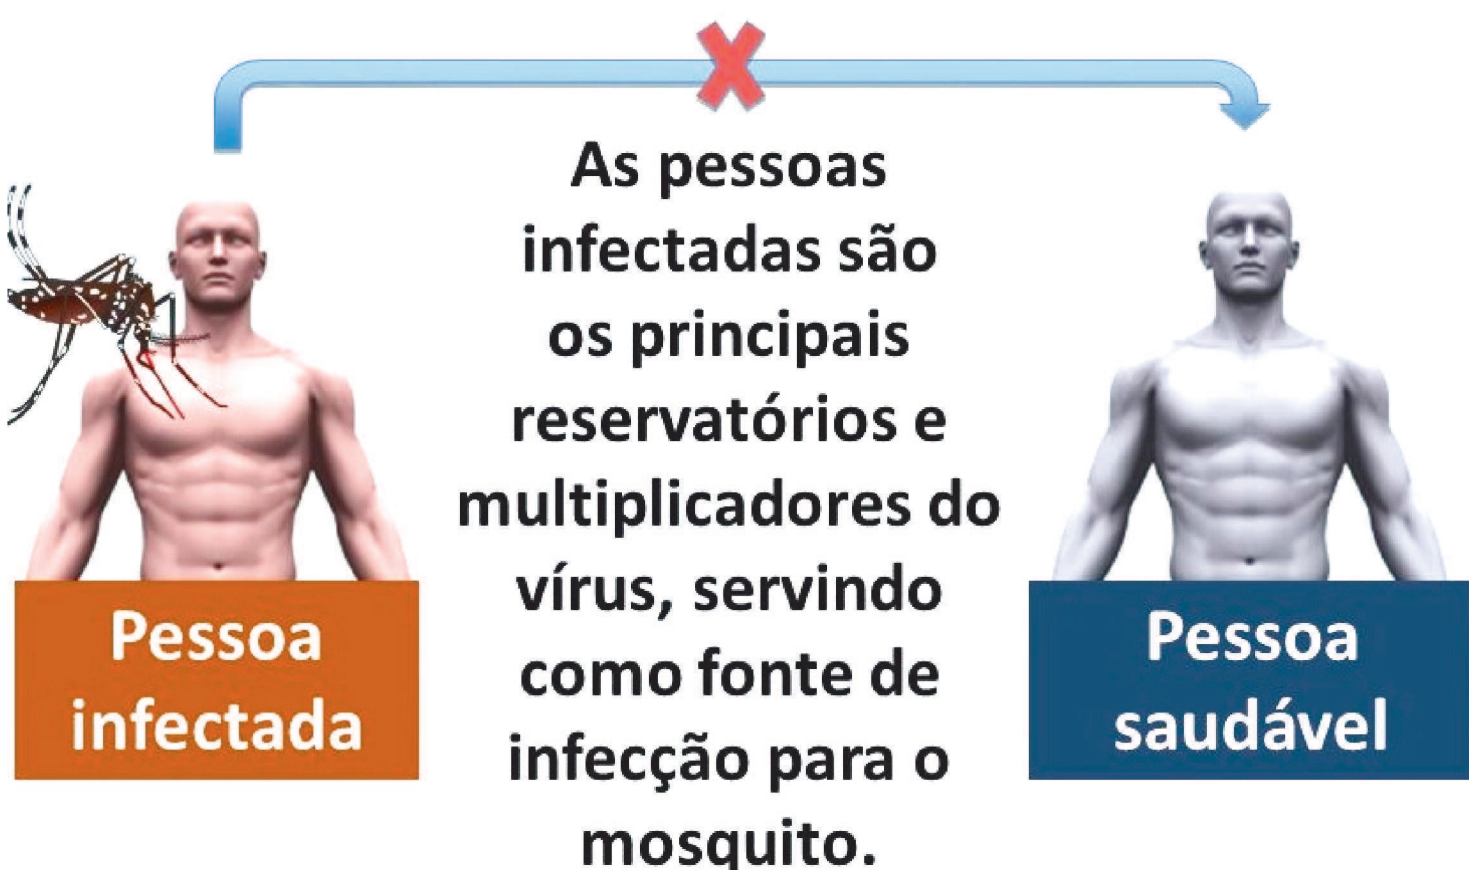 As pessoas
infectadas são
os principais
reservatórios e
multiplicadores do
vírus, servindo
como fonte de
infecção para o
mosquito.
Pessoa
infectada
Pessoa
saudável